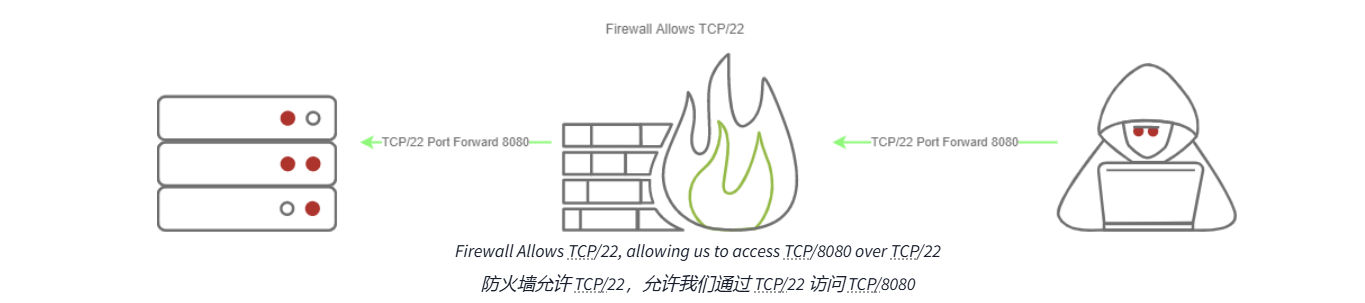 Firewall Allows TCP/22
TCP/22 Port Forward 8080
TCP/22 Port Forward 8080
Firewall Allows TCP/22, allowing us to access TCP/8080 over TCP/22
防火墙允许 TCP/22，允许我们通过 TCP/22 访问 TCP/8080